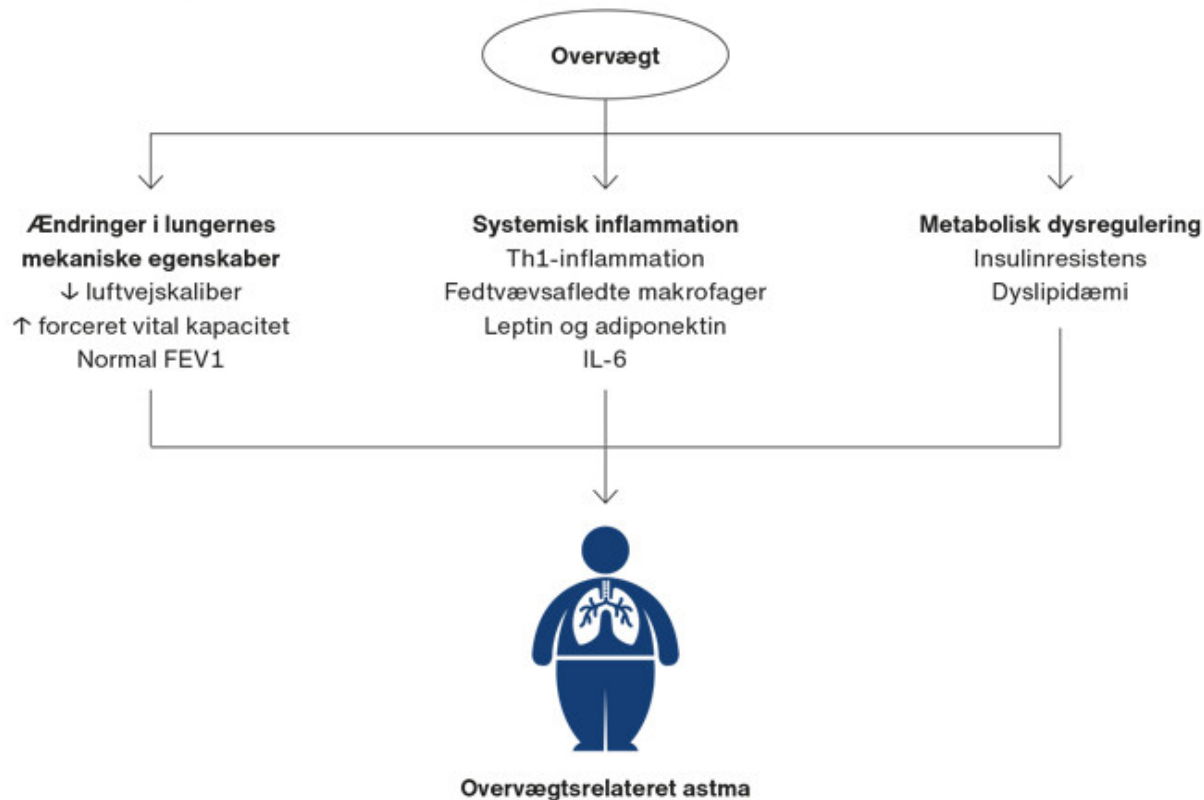 Overvægt
Ændringer i lungernes
mekaniske egenskaber
↓ luftvejskaliber
↑ forceret vital kapacitet
Normal FEV1
Systemisk inflammation
Th1-inflammation
Fedtvævsafledte makrofager
Leptin og adiponektin
IL-6
Metabolisk dysregulering
Insulinresistens
Dyslipidæmi
Overvægtsrelateret astma